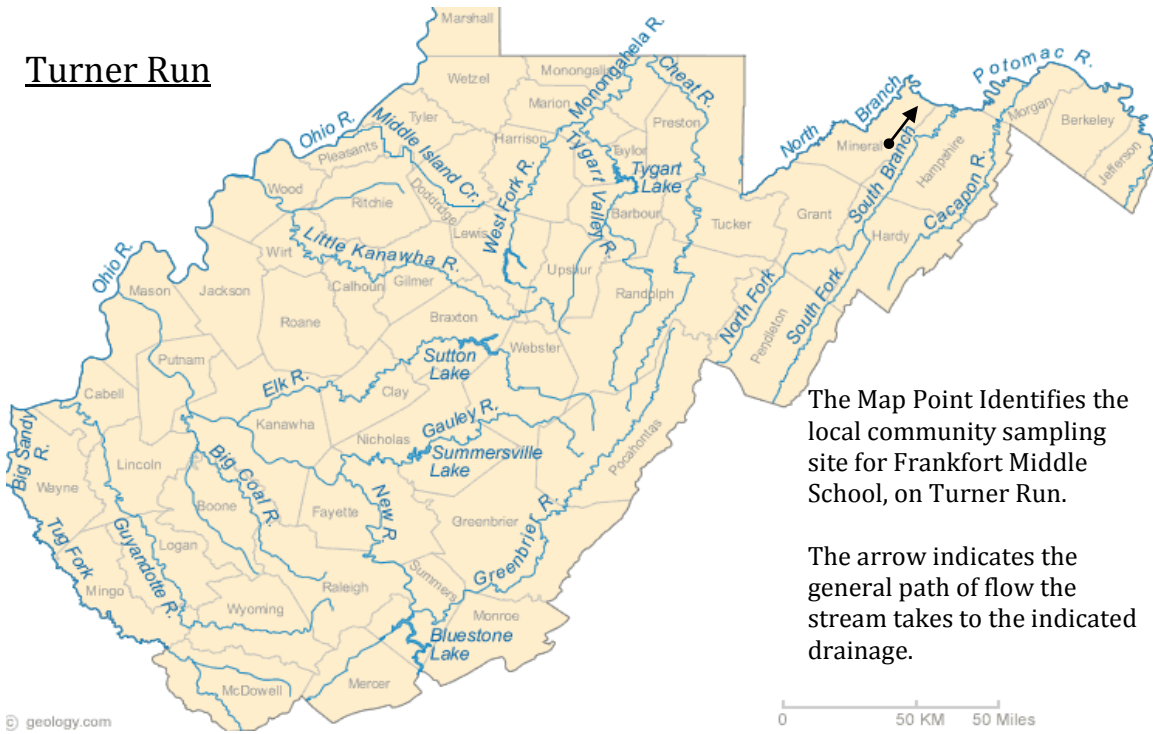 Turner Run
Marshall
Wetzel
Monongalia
Monongahela R.
Cheat R.
Marion
Preston
Tyler
Harrison
Taylor
Ohio R.
Middle Island Cr.
Pleasants
Doddridge
Tygart Valley R.
Tygart
Lake
Wood
Ritchie
West Fork R.
Barbour
Lewis
Tucker
Wirt
Little Kanawha R.
Gilmer
Calhoun
Upshur
Randolph
North Branch
Potomac R.
Mineral
Morgan
Berkeley
Jefferson
Hampshire
South Branch
Cacapon R.
Grant
Hardy
North Fork
South Fork
Pendleton
Ohio R.
Mason
Jackson
Roane
Braxton
Webster
Putnam
Sutton
Lake
Elk R.
Clay
Cabell
Kanawha
Nicholas
Gauley R.
Summersville
Lake
Pocahontas
Big Sandy
R.
Lincoln
Big Coal R.
Wayne
Boone
Fayette
New R.
Greenbrier
Greenbrier R.
Tug Fork
Guyandotte R.
Logan
Mingo
Raleigh
Summers
Wyoming
Monroe
Bluestone
Lake
McDowell
Mercer
The Map Point Identifies the
local community sampling
site for Frankfort Middle
School, on Turner Run.
The arrow indicates the
general path of flow the
stream takes to the indicated
drainage.
0 50 KM 50 Miles
© geology.com